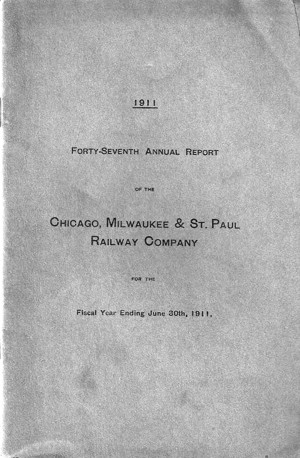 1911
Forty-Seventh Annual Report
of the
Chicago, Milwaukee & St. Paul
Railway Company
for the
Fiscal Year Ending June 30th, 1911.